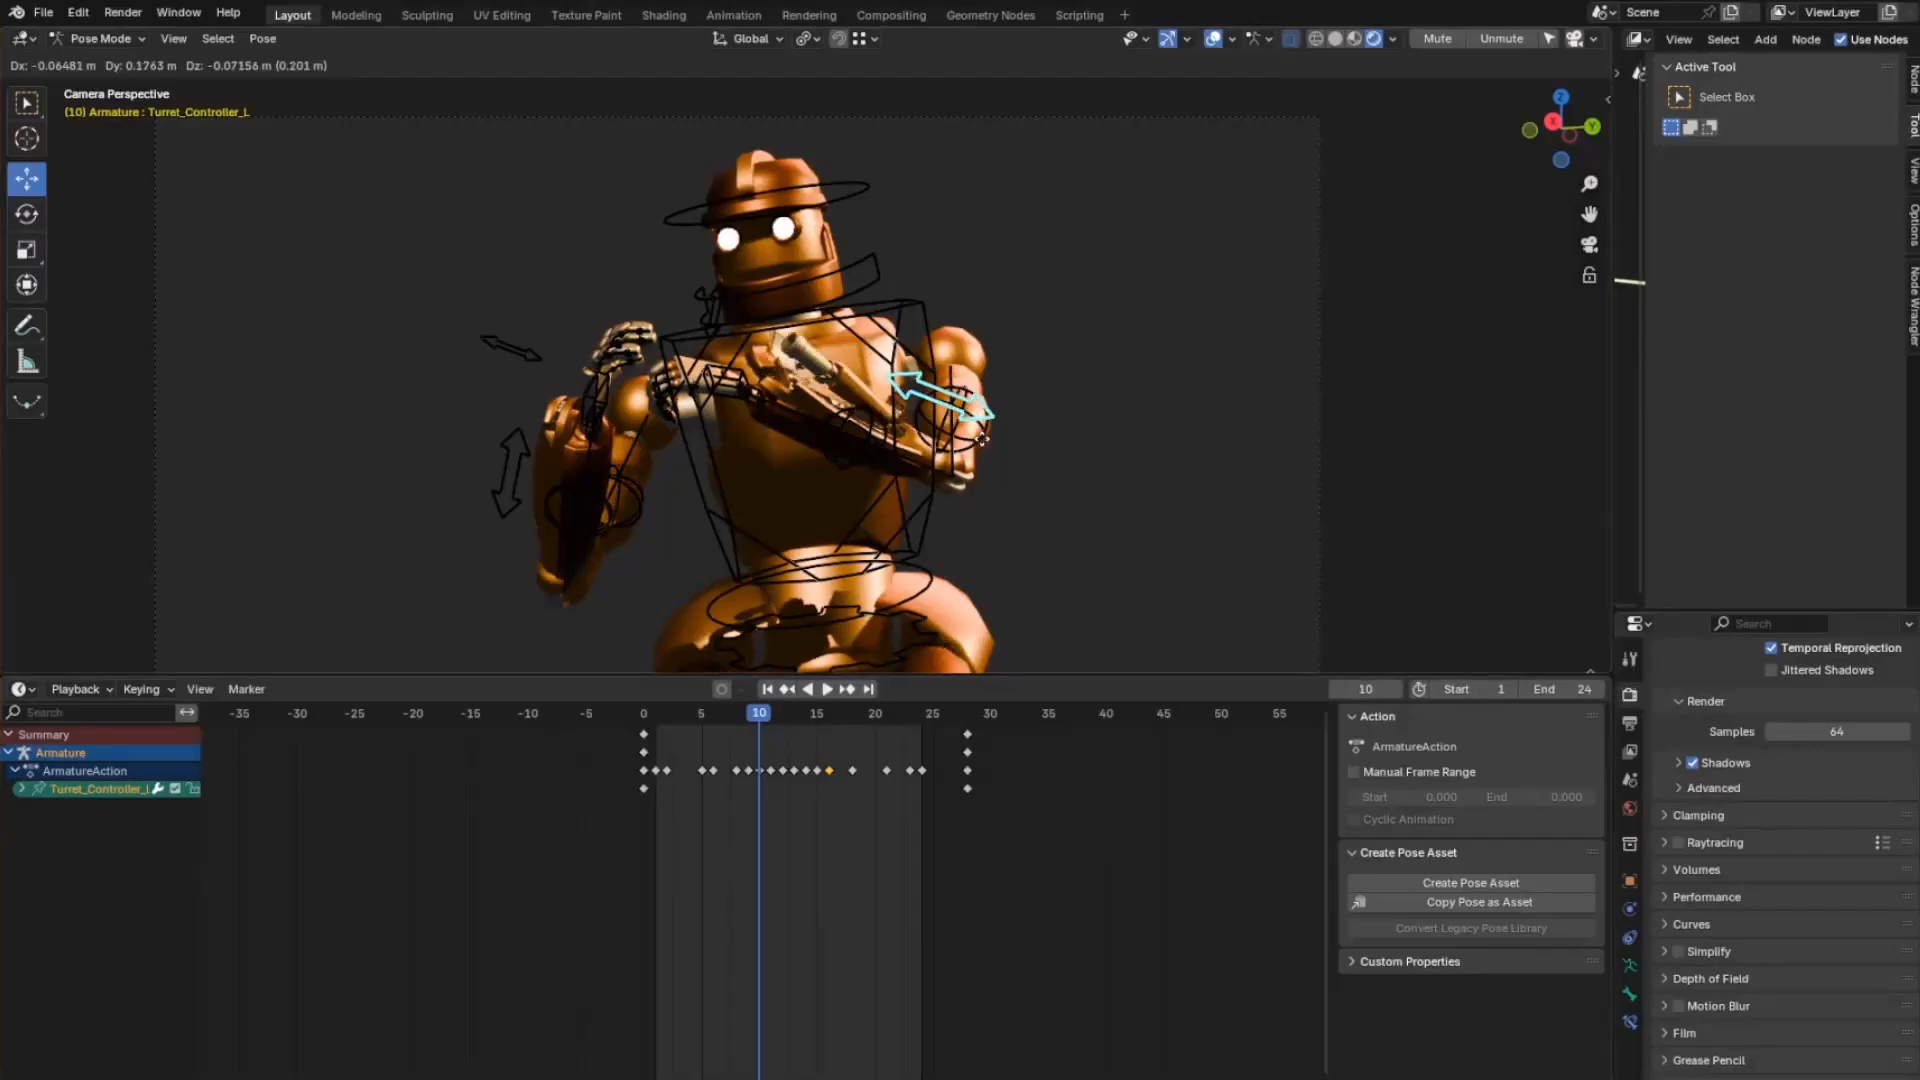 File Edit Render Window Help Layout Modeling Sculpting UV Editing Texture Paint Shading Animation Rendering Compositing Geometry Nodes Scripting + Scene ViewLayer
Pose Mode View Select Pose Global Mute Unmute View Select Add Node Use Nodes
Dx: -0.06481 m Dy: 0.1763 m Dz: -0.07156 m (0.201 m)
Active Tool
Camera Perspective
(10) Armature : Turret_Controller_L
Select Box
Z
X
Y
Node
Tool
View
Options
Node Wrangler
Search
Temporal Reprojection
Jittered Shadows
Render
Samples 64
Shadows
Advanced
Clamping
Raytracing
Volumes
Performance
Curves
Simplify
Depth of Field
Motion Blur
Film
Grease Pencil
Playback Keying View Marker 10 Start 1 End 24
Search -35 -30 -25 -20 -15 -10 -5 0 5 10 15 20 25 30 35 40 45 50 55
Summary
Armature
ArmatureAction
Turret_Controller_L
Action
ArmatureAction
Manual Frame Range
Start 0.000 End 0.000
Cyclic Animation
Create Pose Asset
Create Pose Asset
Copy Pose as Asset
Convert Legacy Pose Library
Custom Properties